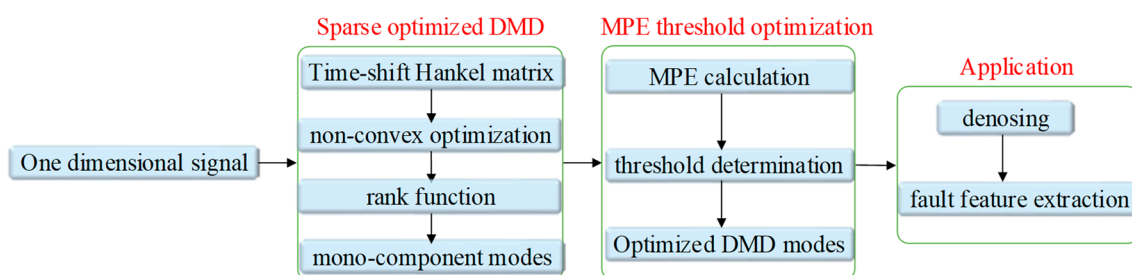 One dimensional signal
Sparse optimized DMD
Time-shift Hankel matrix
non-convex optimization
rank function
mono-component modes
MPE threshold optimization
MPE calculation
threshold determination
Optimized DMD modes
Application
denosing
fault feature extraction